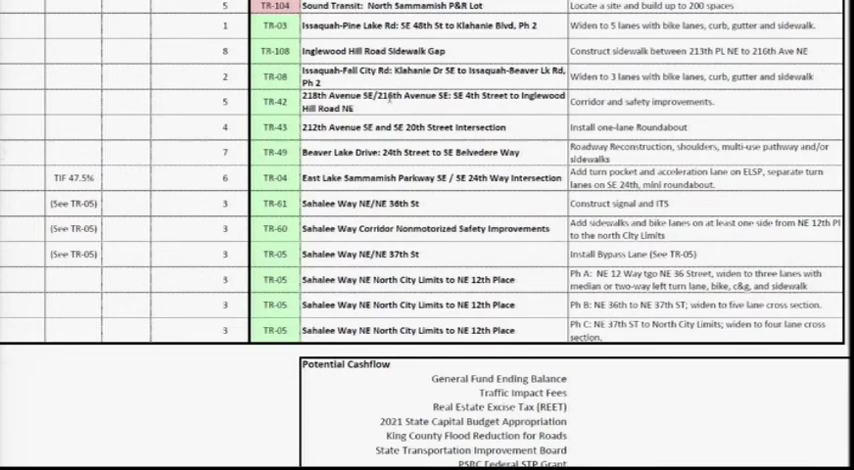 5 TR-104 Sound Transit: North Sammamish P&R Lot Locate a site and build up to 200 spaces
1 TR-03 Issaquah-Pine Lake Rd: SE 48th St to Klahanie Blvd, Ph 2 Widen to 5 lanes with bike lanes, curb, gutter and sidewalk.
8 TR-108 Inglewood Hill Road Sidewalk Gap Construct sidewalk between 213th PL NE to 216th Ave NE
2 TR-08 Issaquah-Fall City Rd: Klahanie Dr SE to Issaquah-Beaver Lk Rd, Widen to 3 lanes with bike lanes, curb, gutter and sidewalk
Ph 2
5 TR-42 218th Avenue SE/216th Avenue SE: SE 4th Street to Inglewood Corridor and safety improvements.
Hill Road NE
4 TR-43 212th Avenue SE and SE 20th Street Intersection Install one-lane Roundabout
7 TR-49 Beaver Lake Drive: 24th Street to SE Belvedere Way Roadway Reconstruction, shoulders, multi-use pathway and/or
sidewalks
TIF 47.5% 6 TR-04 East Lake Sammamish Parkway SE / SE 24th Way Intersection Add turn pocket and acceleration lane on ELSP, separate turn
lanes on SE 24th, mini roundabout.
(See TR-05) 3 TR-61 Sahalee Way NE/NE 36th St Construct signal and ITS
(See TR-05) 3 TR-60 Sahalee Way Corridor Nonmotorized Safety Improvements Add sidewalks and bike lanes on at least one side from NE 12th Pl
to the north City Limits
(See TR-05) 3 TR-05 Sahalee Way NE/NE 37th St Install Bypass Lane (See TR-05)
3 TR-05 Sahalee Way NE North City Limits to NE 12th Place Ph A: NE 12 Way tgo NE 36 Street, widen to three lanes with
median or two-way left turn lane, bike, c&g, and sidewalk
3 TR-05 Sahalee Way NE North City Limits to NE 12th Place Ph B: NE 36th to NE 37th ST; widen to five lane cross section.
3 TR-05 Sahalee Way NE North City Limits to NE 12th Place Ph C: NE 37th ST to North City Limits; widen to four lane cross
section.
Potential Cashflow
General Fund Ending Balance
Traffic Impact Fees
Real Estate Excise Tax (REET)
2021 State Capital Budget Appropriation
King County Flood Reduction for Roads
State Transportation Improvement Board
PSRC Federal STP Grant